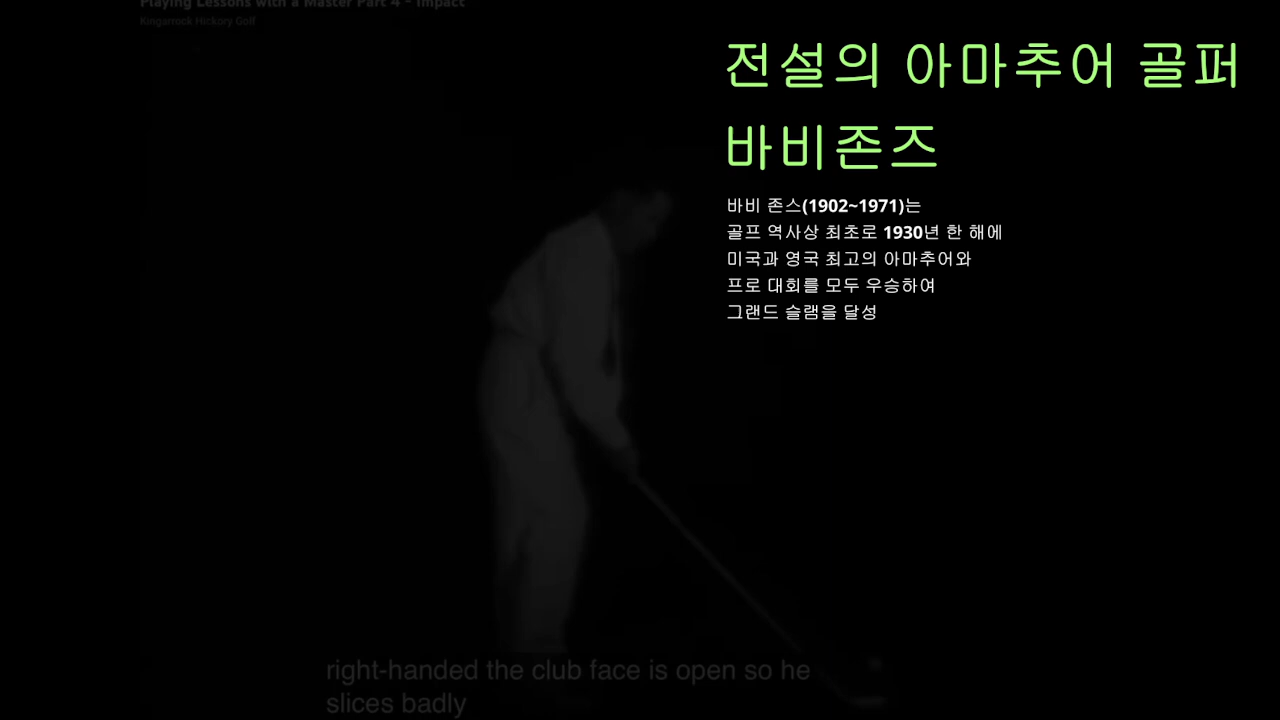 Playing Lessons with a Master Part 4 - Impact
Kingarrock Hickory Golf
전설의 아마추어 골퍼
바비존즈
바비 존스(1902~1971)는
골프 역사상 최초로 1930년 한 해에
미국과 영국 최고의 아마추어와
프로 대회를 모두 우승하여
그랜드 슬램을 달성
right-handed the club face is open so he
slices badly